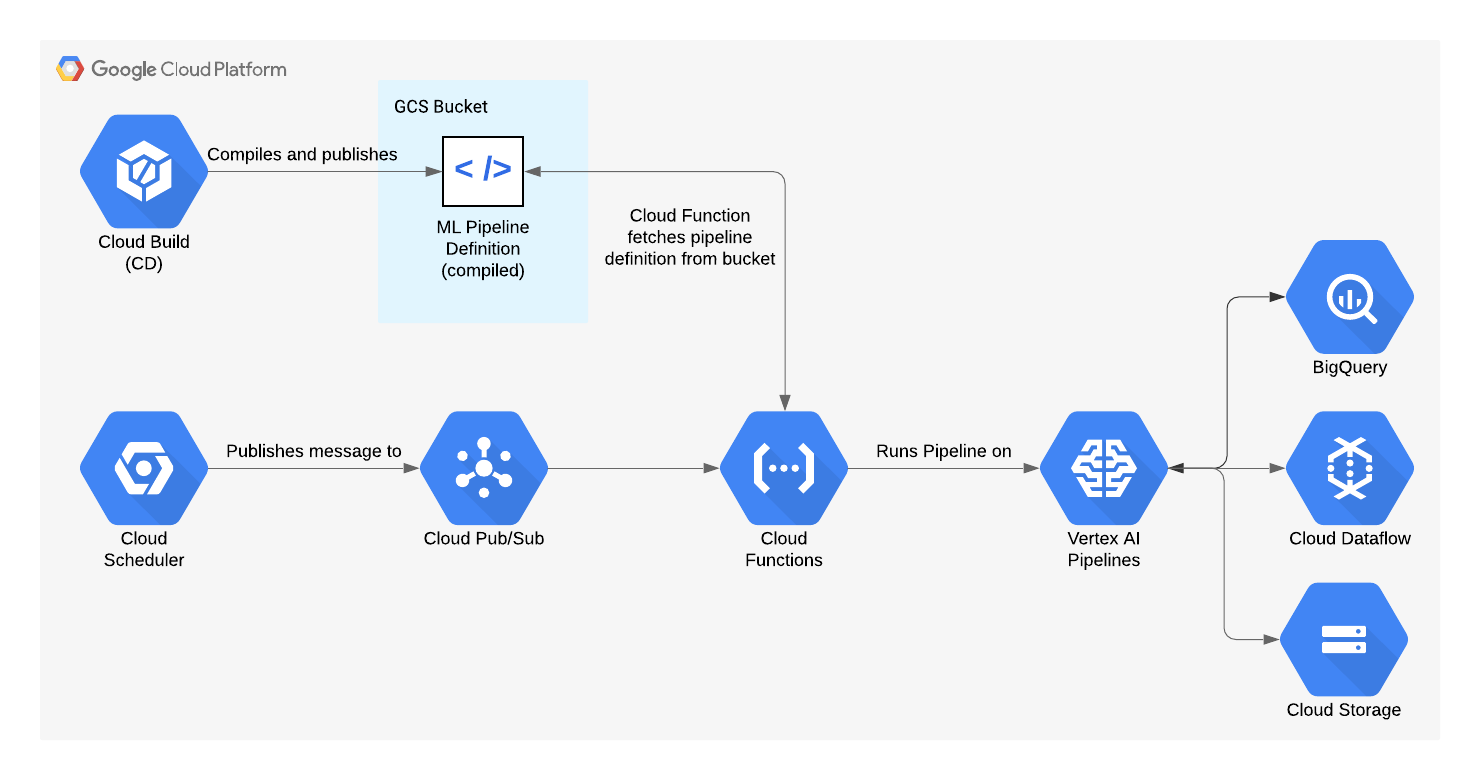 Google Cloud Platform
GCS Bucket
Compiles and publishes
< />
ML Pipeline
Definition
(compiled)
Cloud Build
(CD)
Cloud Function
fetches pipeline
definition from bucket
BigQuery
Publishes message to
Runs Pipeline on
Cloud
Scheduler
Cloud Pub/Sub
Cloud
Functions
Vertex AI
Pipelines
Cloud Dataflow
Cloud Storage